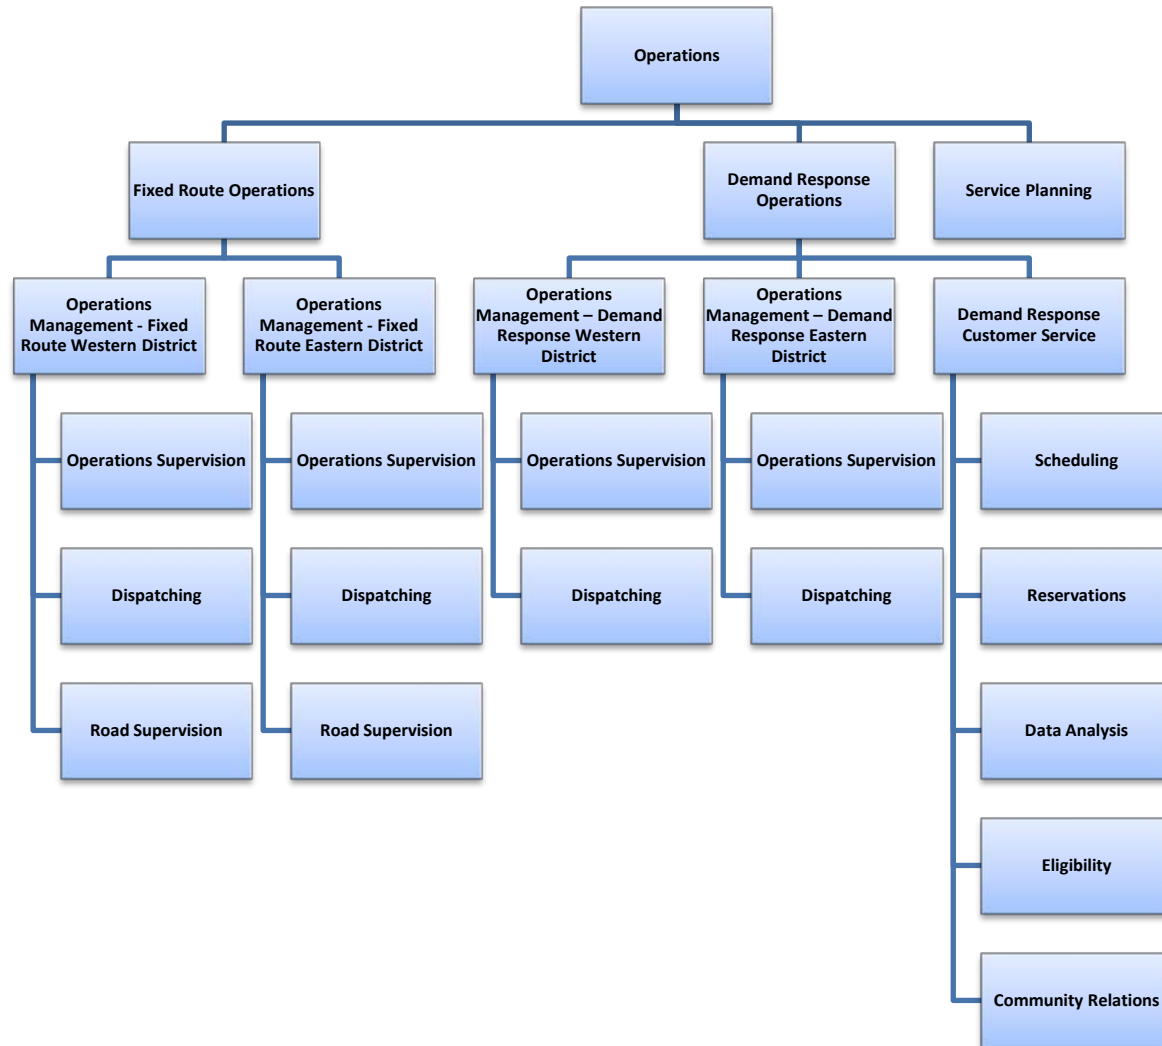 Operations
Fixed Route Operations
Demand Response
Operations
Service Planning
Operations
Management - Fixed
Route Western District
Operations
Management - Fixed
Route Eastern District
Operations
Management – Demand
Response Western
District
Operations
Management – Demand
Response Eastern
District
Demand Response
Customer Service
Operations Supervision
Operations Supervision
Operations Supervision
Operations Supervision
Scheduling
Dispatching
Dispatching
Dispatching
Dispatching
Reservations
Road Supervision
Road Supervision
Data Analysis
Eligibility
Community Relations